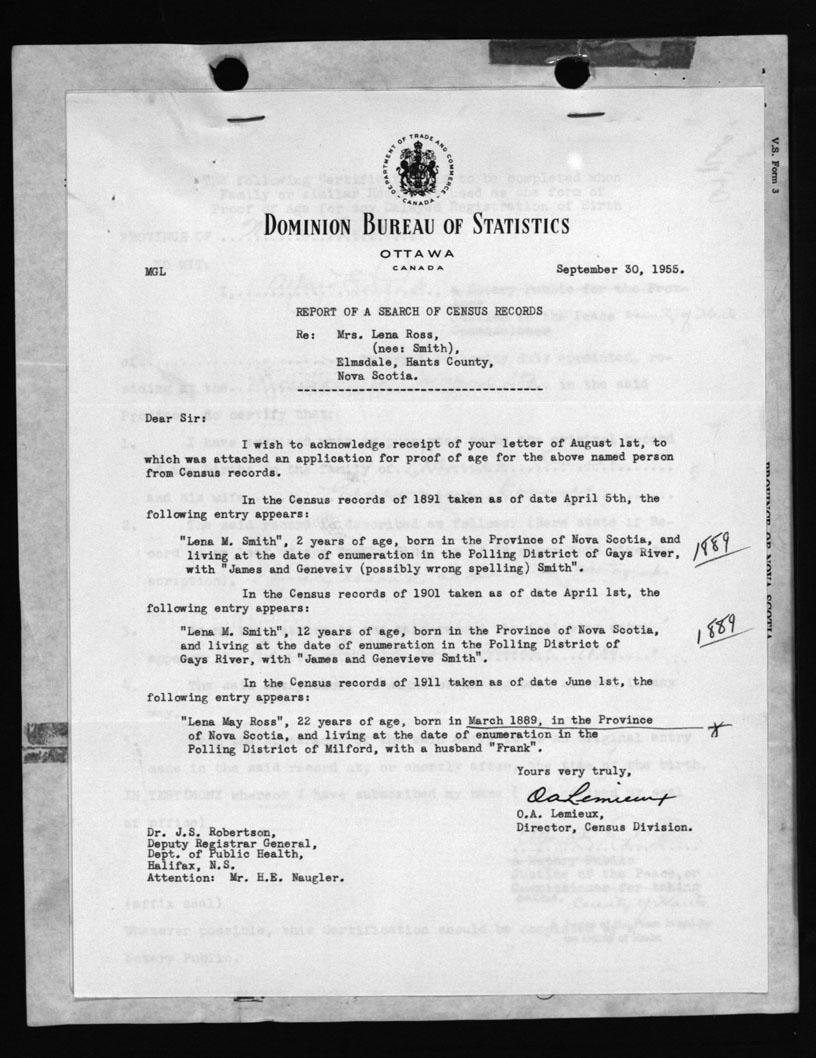 V.S. Form 3
DEPARTMENT OF TRADE AND COMMERCE
CANADA
DOMINION BUREAU OF STATISTICS
OTTAWA
CANADA
MGL
September 30, 1955.
REPORT OF A SEARCH OF CENSUS RECORDS
Re: Mrs. Lena Ross,
(nee: Smith),
Elmsdale, Hants County,
Nova Scotia.
Dear Sir:
I wish to acknowledge receipt of your letter of August 1st, to
which was attached an application for proof of age for the above named person
from Census records.
In the Census records of 1891 taken as of date April 5th, the
following entry appears:
"Lena M. Smith", 2 years of age, born in the Province of Nova Scotia, and
living at the date of enumeration in the Polling District of Gays River,
with "James and Geneveiv (possibly wrong spelling) Smith".
1889
In the Census records of 1901 taken as of date April 1st, the
following entry appears:
"Lena M. Smith", 12 years of age, born in the Province of Nova Scotia,
and living at the date of enumeration in the Polling District of
Gays River, with "James and Genevieve Smith".
1889
In the Census records of 1911 taken as of date June 1st, the
following entry appears:
"Lena May Ross", 22 years of age, born in March 1889, in the Province
of Nova Scotia, and living at the date of enumeration in the
Polling District of Milford, with a husband "Frank".
Yours very truly,
O A Lemieux
O.A. Lemieux,
Director, Census Division.
Dr. J.S. Robertson,
Deputy Registrar General,
Dept. of Public Health,
Halifax, N.S.
Attention: Mr. H.E. Naugler.